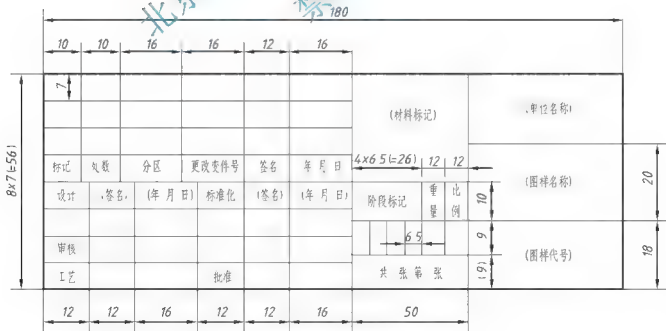 180
10 10 16 16 12 16
7
(材料标记)
(单位名称)
8×7(=56)
标记 处数 分区 更改文件号 签名 年 月 日
4×6 5(=26) 12 12
设计 (签名) (年 月 日) 标准化 (签名) (年 月 日)
阶段标记 重量 比例
10
(图样名称)
20
6 5
9
审核
(图样代号)
18
工艺 批准
共 张 第 张
(9)
12 12 16 12 12 16 50